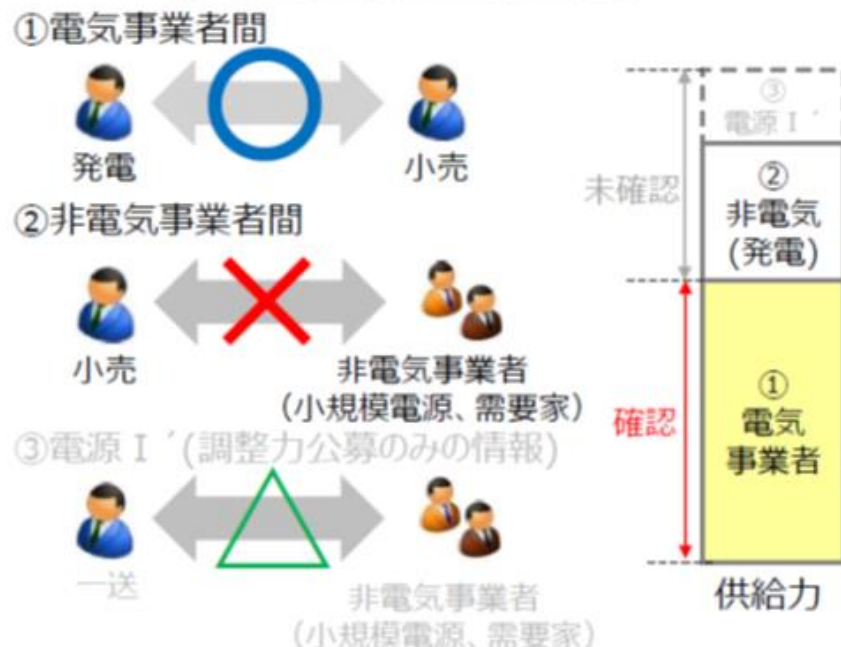 ①電気事業者間
発電
小売
②非電気事業者間
小売
非電気事業者
（小規模電源、需要家）
③電源Ｉ´(調整力公募のみの情報)
一送
非電気事業者
（小規模電源、需要家）
③
電源Ｉ´
未確認
②
非電気
(発電)
確認
①
電気
事業者
供給力